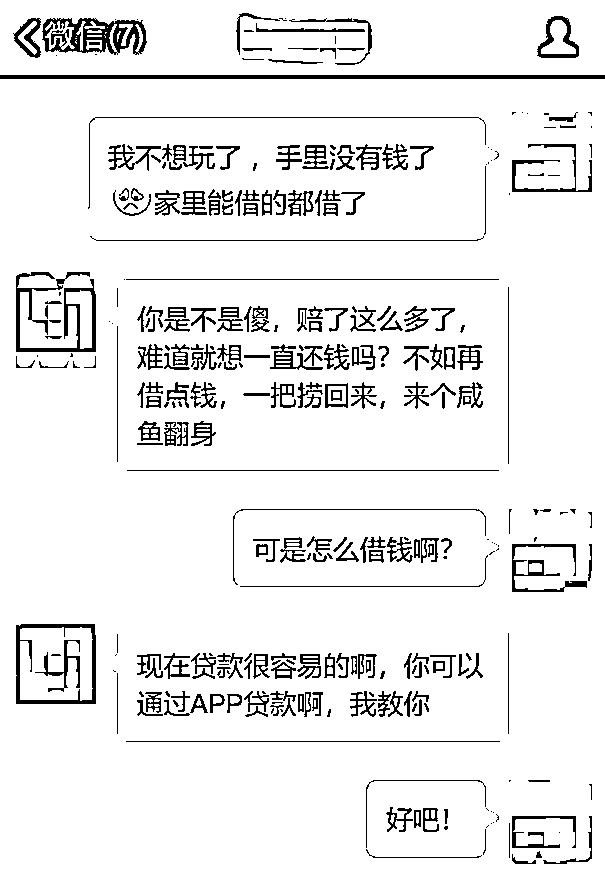 微信(7)
我不想玩了，手里没有钱了
家里能借的都借了
你是不是傻，赔了这么多了，
难道就想一直还钱吗？不如再
借点钱，一把捞回来，来个咸
鱼翻身
可是怎么借钱啊？
现在贷款很容易的啊，你可以
通过APP贷款啊，我教你
好吧！